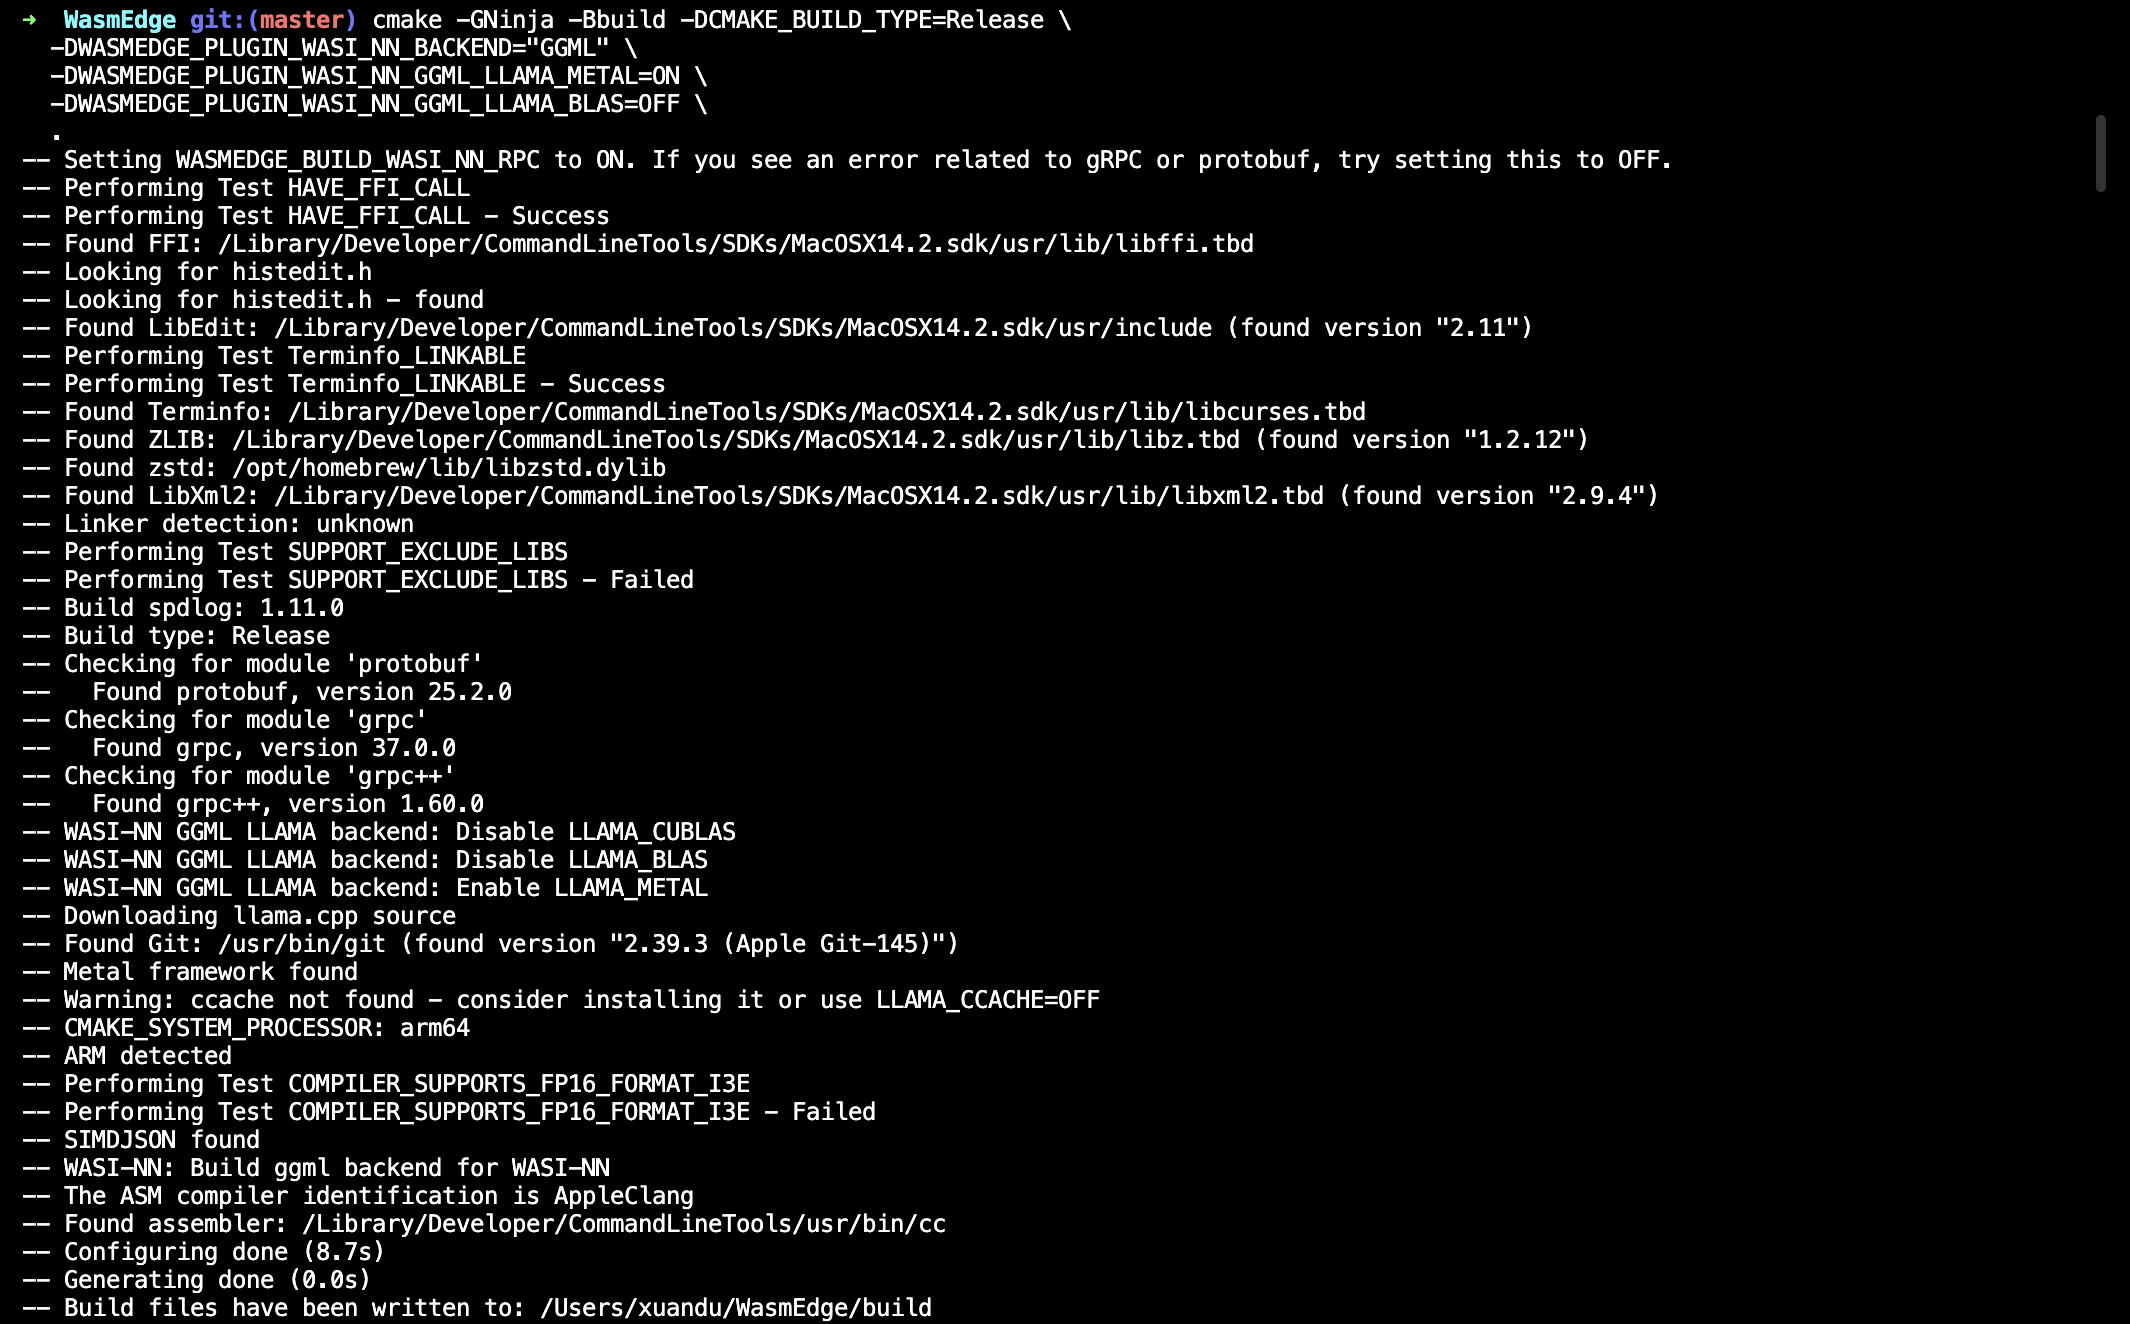 ➜  WasmEdge git:(master) cmake -GNinja -Bbuild -DCMAKE_BUILD_TYPE=Release \
  -DWASMEDGE_PLUGIN_WASI_NN_BACKEND="GGML" \
  -DWASMEDGE_PLUGIN_WASI_NN_GGML_LLAMA_METAL=ON \
  -DWASMEDGE_PLUGIN_WASI_NN_GGML_LLAMA_BLAS=OFF \
  .
-- Setting WASMEDGE_BUILD_WASI_NN_RPC to ON. If you see an error related to gRPC or protobuf, try setting this to OFF.
-- Performing Test HAVE_FFI_CALL
-- Performing Test HAVE_FFI_CALL - Success
-- Found FFI: /Library/Developer/CommandLineTools/SDKs/MacOSX14.2.sdk/usr/lib/libffi.tbd
-- Looking for histedit.h
-- Looking for histedit.h - found
-- Found LibEdit: /Library/Developer/CommandLineTools/SDKs/MacOSX14.2.sdk/usr/include (found version "2.11")
-- Performing Test Terminfo_LINKABLE
-- Performing Test Terminfo_LINKABLE - Success
-- Found Terminfo: /Library/Developer/CommandLineTools/SDKs/MacOSX14.2.sdk/usr/lib/libcurses.tbd
-- Found ZLIB: /Library/Developer/CommandLineTools/SDKs/MacOSX14.2.sdk/usr/lib/libz.tbd (found version "1.2.12")
-- Found zstd: /opt/homebrew/lib/libzstd.dylib
-- Found LibXml2: /Library/Developer/CommandLineTools/SDKs/MacOSX14.2.sdk/usr/lib/libxml2.tbd (found version "2.9.4")
-- Linker detection: unknown
-- Performing Test SUPPORT_EXCLUDE_LIBS
-- Performing Test SUPPORT_EXCLUDE_LIBS - Failed
-- Build spdlog: 1.11.0
-- Build type: Release
-- Checking for module 'protobuf'
--   Found protobuf, version 25.2.0
-- Checking for module 'grpc'
--   Found grpc, version 37.0.0
-- Checking for module 'grpc++'
--   Found grpc++, version 1.60.0
-- WASI-NN GGML LLAMA backend: Disable LLAMA_CUBLAS
-- WASI-NN GGML LLAMA backend: Disable LLAMA_BLAS
-- WASI-NN GGML LLAMA backend: Enable LLAMA_METAL
-- Downloading llama.cpp source
-- Found Git: /usr/bin/git (found version "2.39.3 (Apple Git-145)")
-- Metal framework found
-- Warning: ccache not found - consider installing it or use LLAMA_CCACHE=OFF
-- CMAKE_SYSTEM_PROCESSOR: arm64
-- ARM detected
-- Performing Test COMPILER_SUPPORTS_FP16_FORMAT_I3E
-- Performing Test COMPILER_SUPPORTS_FP16_FORMAT_I3E - Failed
-- SIMDJSON found
-- WASI-NN: Build ggml backend for WASI-NN
-- The ASM compiler identification is AppleClang
-- Found assembler: /Library/Developer/CommandLineTools/usr/bin/cc
-- Configuring done (8.7s)
-- Generating done (0.0s)
-- Build files have been written to: /Users/xuandu/WasmEdge/build